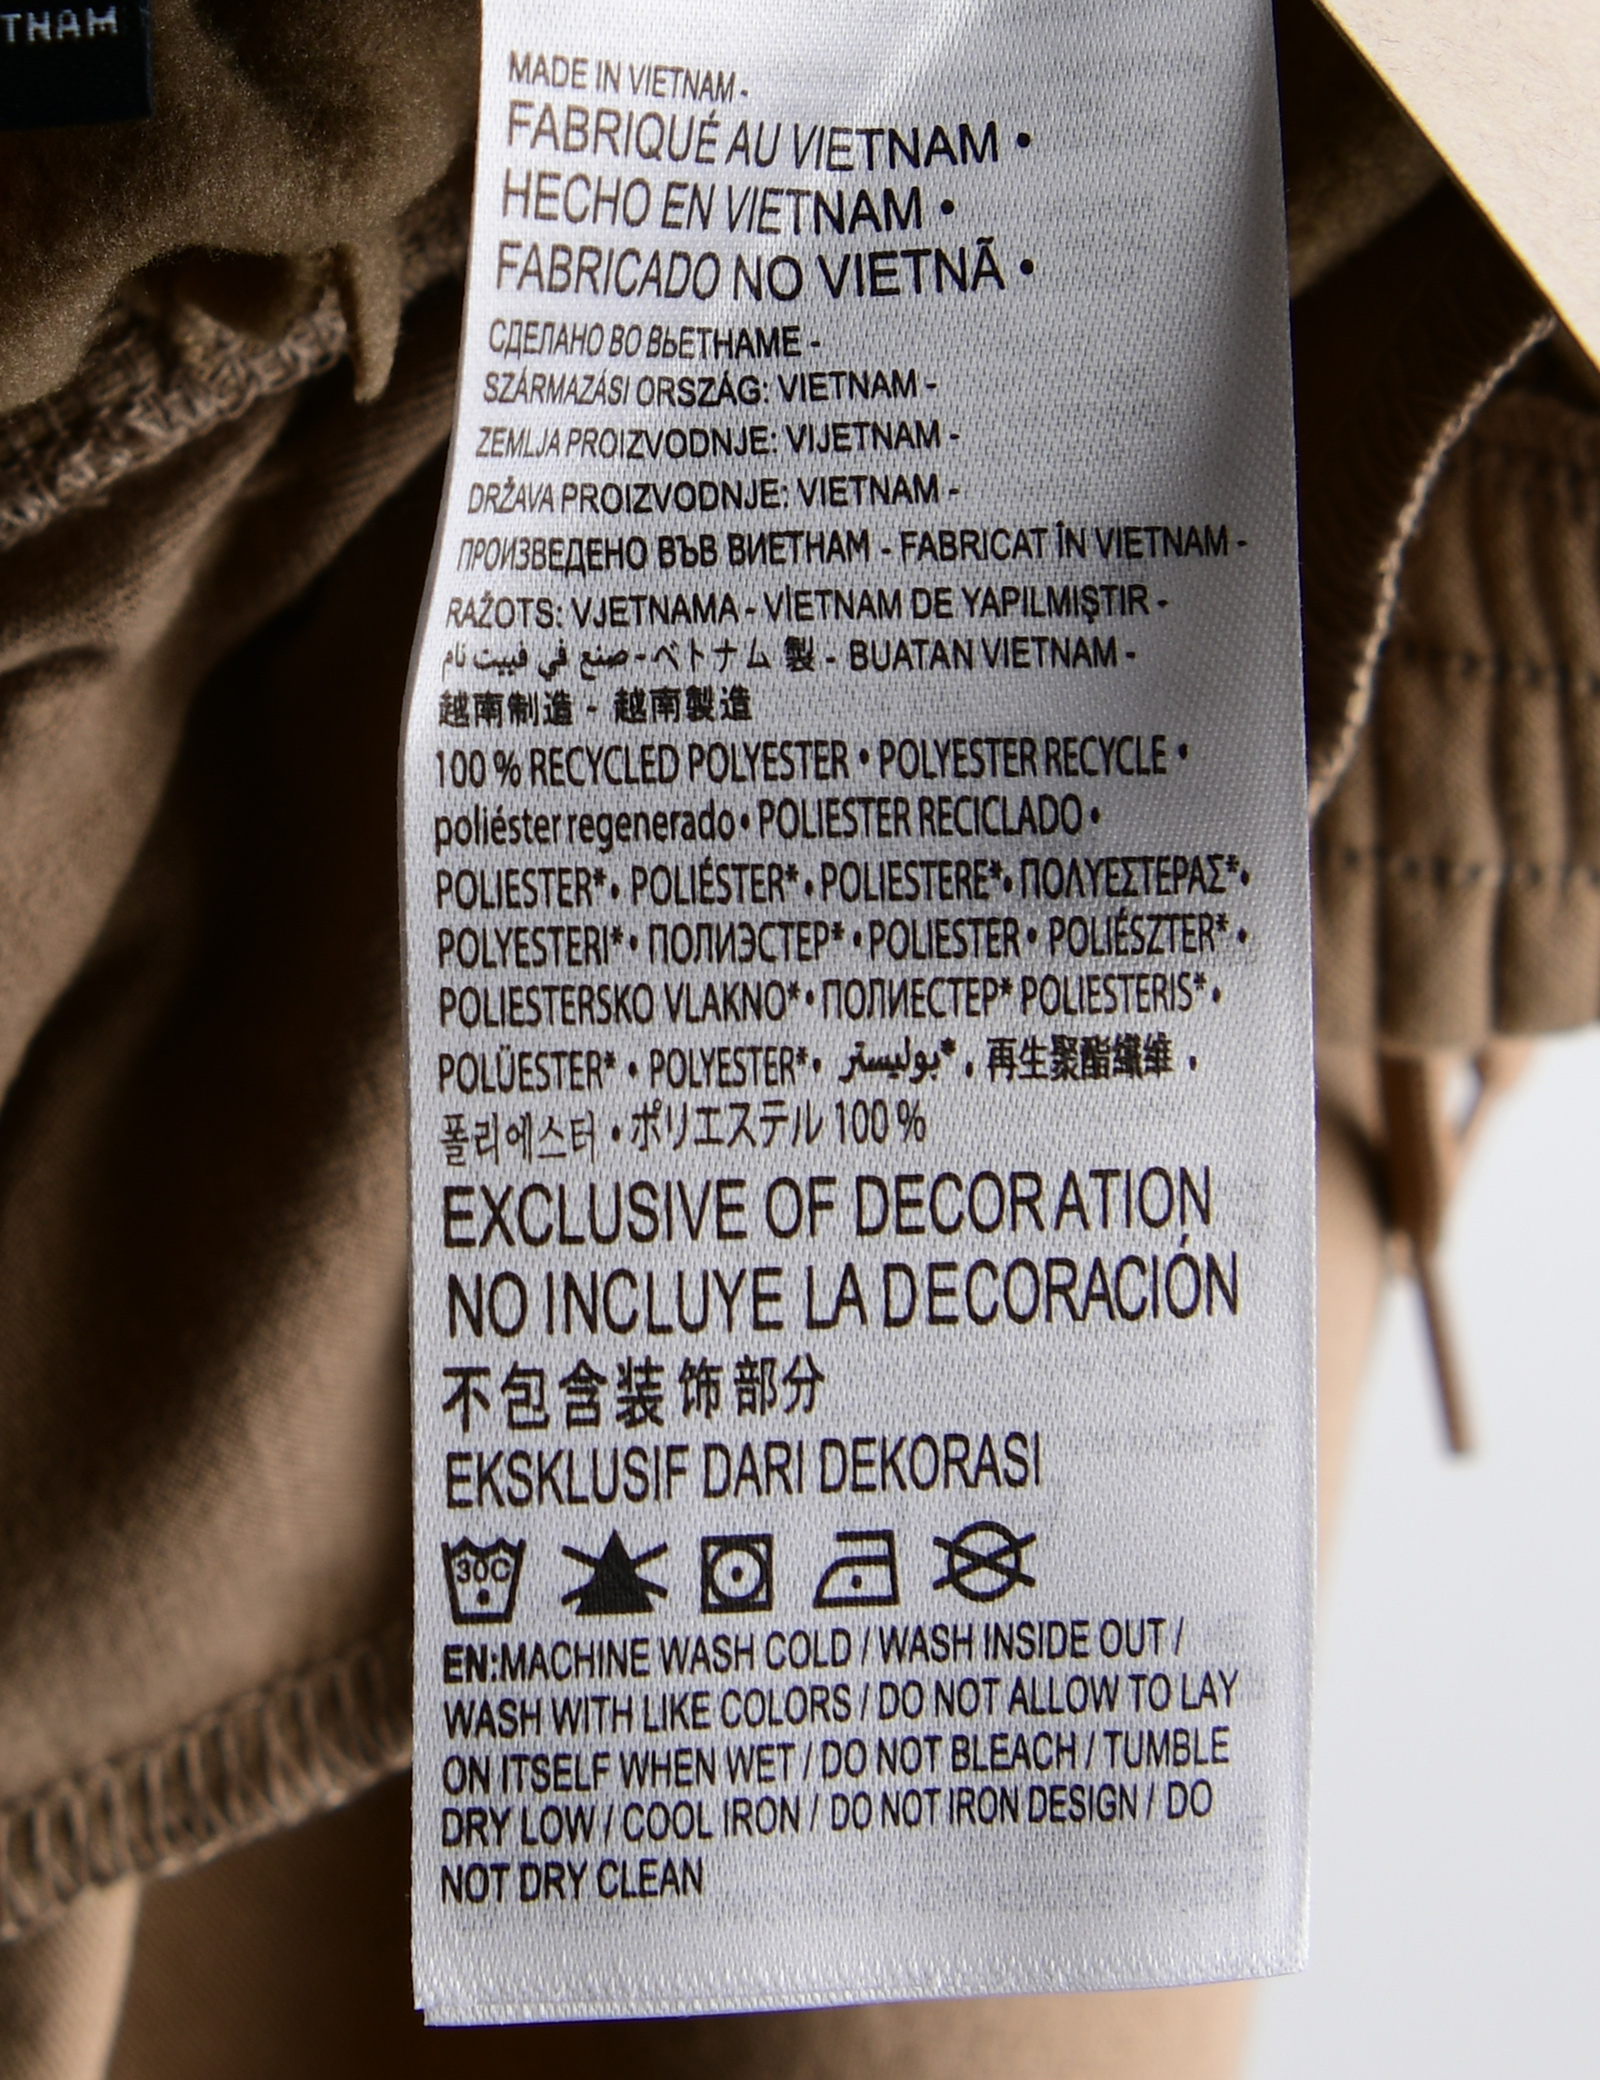 THAM
MADE IN VIETNAM -
FABRIQUÉ AU VIETNAM •
HECHO EN VIETNAM •
FABRICADO NO VIETNÃ •
СДЕЛАНО ВО ВЬЕТНАМЕ -
SZÁRMAZÁSI ORSZÁG: VIETNAM -
ZEMLJA PROIZVODNJE: VIJETNAM -
DRŽAVA PROIZVODNJE: VIETNAM -
ПРОИЗВЕДЕНО ВЪВ ВИЕТНАМ - FABRICAT ÎN VIETNAM -
RAŽOTS: VJETNAMA - VİETNAM DE YAPILMIŞTIR -
صنع في فييت نام - ベトナム 製 - BUATAN VIETNAM -
越南制造 - 越南製造
100 % RECYCLED POLYESTER • POLYESTER RECYCLE •
poliéster regenerado • POLIESTER RECICLADO •
POLIESTER* • POLIÉSTER* • POLIESTERE* • ΠΟΛΥΕΣΤΕΡΑΣ* •
POLYESTERI* • ПОЛИЭСТЕР* • POLIESTER • POLIÉSZTER* •
POLIESTERSKO VLAKNO* • ПОЛИЕСТЕР* POLIESTERIS* •
POLÜESTER* • POLYESTER* • بوليستر* • 再生聚酯纖维 •
폴리에스터 • ポリエステル 100 %
EXCLUSIVE OF DECORATION
NO INCLUYE LA DECORACIÓN
不包含装饰部分
EKSKLUSIF DARI DEKORASI
30C
EN:MACHINE WASH COLD / WASH INSIDE OUT /
WASH WITH LIKE COLORS / DO NOT ALLOW TO LAY
ON ITSELF WHEN WET / DO NOT BLEACH / TUMBLE
DRY LOW / COOL IRON / DO NOT IRON DESIGN / DO
NOT DRY CLEAN